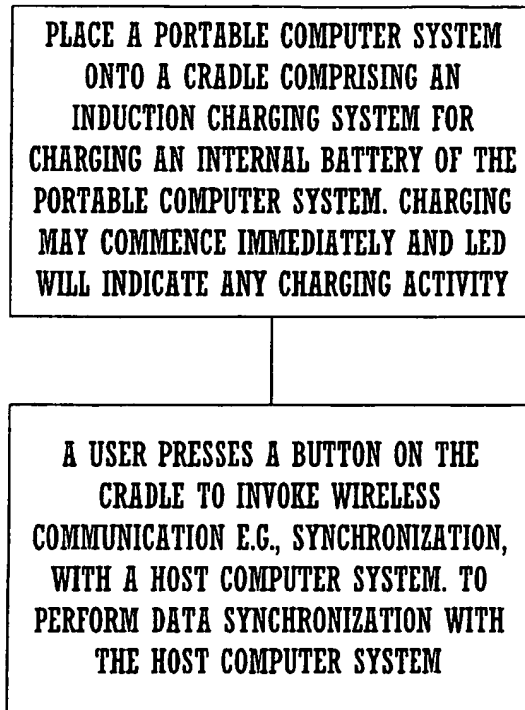 PLACE A PORTABLE COMPUTER SYSTEM
ONTO A CRADLE COMPRISING AN
INDUCTION CHARGING SYSTEM FOR
CHARGING AN INTERNAL BATTERY OF THE
PORTABLE COMPUTER SYSTEM. CHARGING
MAY COMMENCE IMMEDIATELY AND LED
WILL INDICATE ANY CHARGING ACTIVITY
A USER PRESSES A BUTTON ON THE
CRADLE TO INVOKE WIRELESS
COMMUNICATION E.G., SYNCHRONIZATION,
WITH A HOST COMPUTER SYSTEM. TO
PERFORM DATA SYNCHRONIZATION WITH
THE HOST COMPUTER SYSTEM